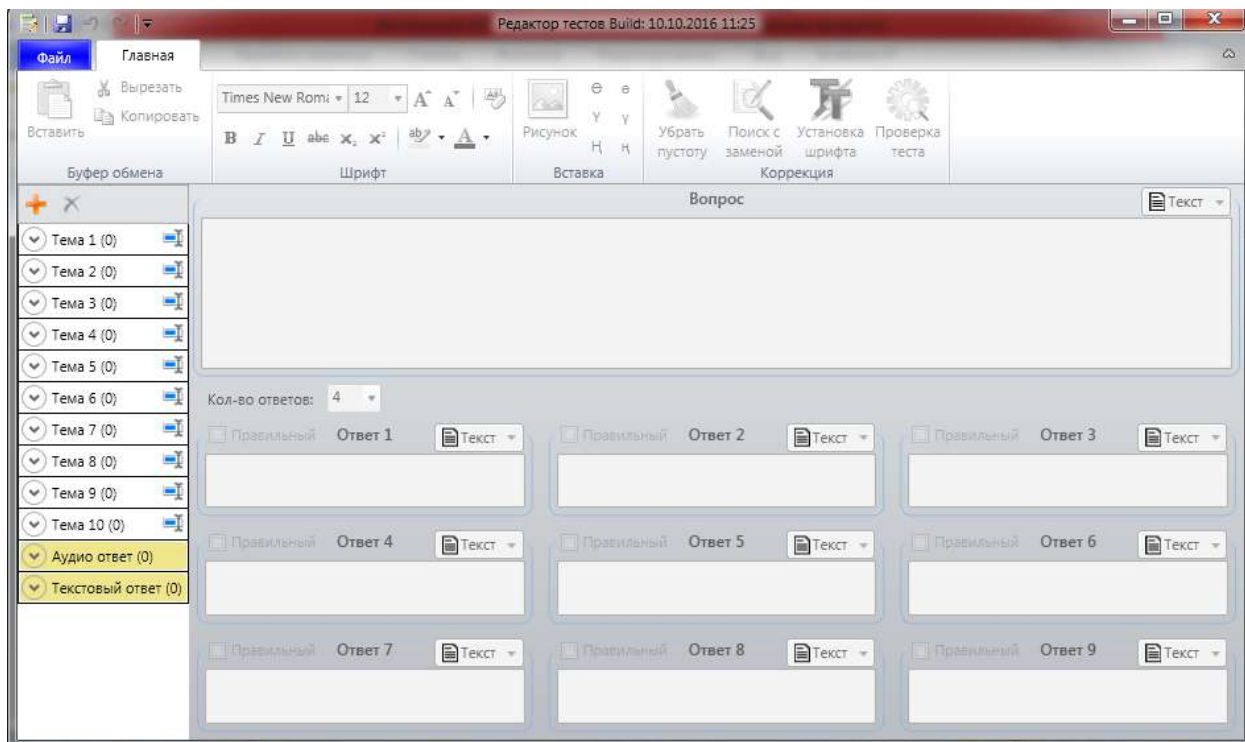 Редактор тестов Build: 10.10.2016 11:25
Файл Главная
Вставить Вырезать Копировать
Times New Roma 12 A A
B I U abc x₂ x² ab A
Рисунок Ө ө Ү ү Ң ң
Убрать пустоту Поиск с заменой Установка шрифта Проверка теста
Буфер обмена Шрифт Вставка Коррекция
Вопрос Текст
Тема 1 (0)
Тема 2 (0)
Тема 3 (0)
Тема 4 (0)
Тема 5 (0)
Тема 6 (0)
Тема 7 (0)
Тема 8 (0)
Тема 9 (0)
Тема 10 (0)
Аудио ответ (0)
Текстовый ответ (0)
Кол-во ответов: 4
Правильный Ответ 1 Текст Правильный Ответ 2 Текст Правильный Ответ 3 Текст
Правильный Ответ 4 Текст Правильный Ответ 5 Текст Правильный Ответ 6 Текст
Правильный Ответ 7 Текст Правильный Ответ 8 Текст Правильный Ответ 9 Текст